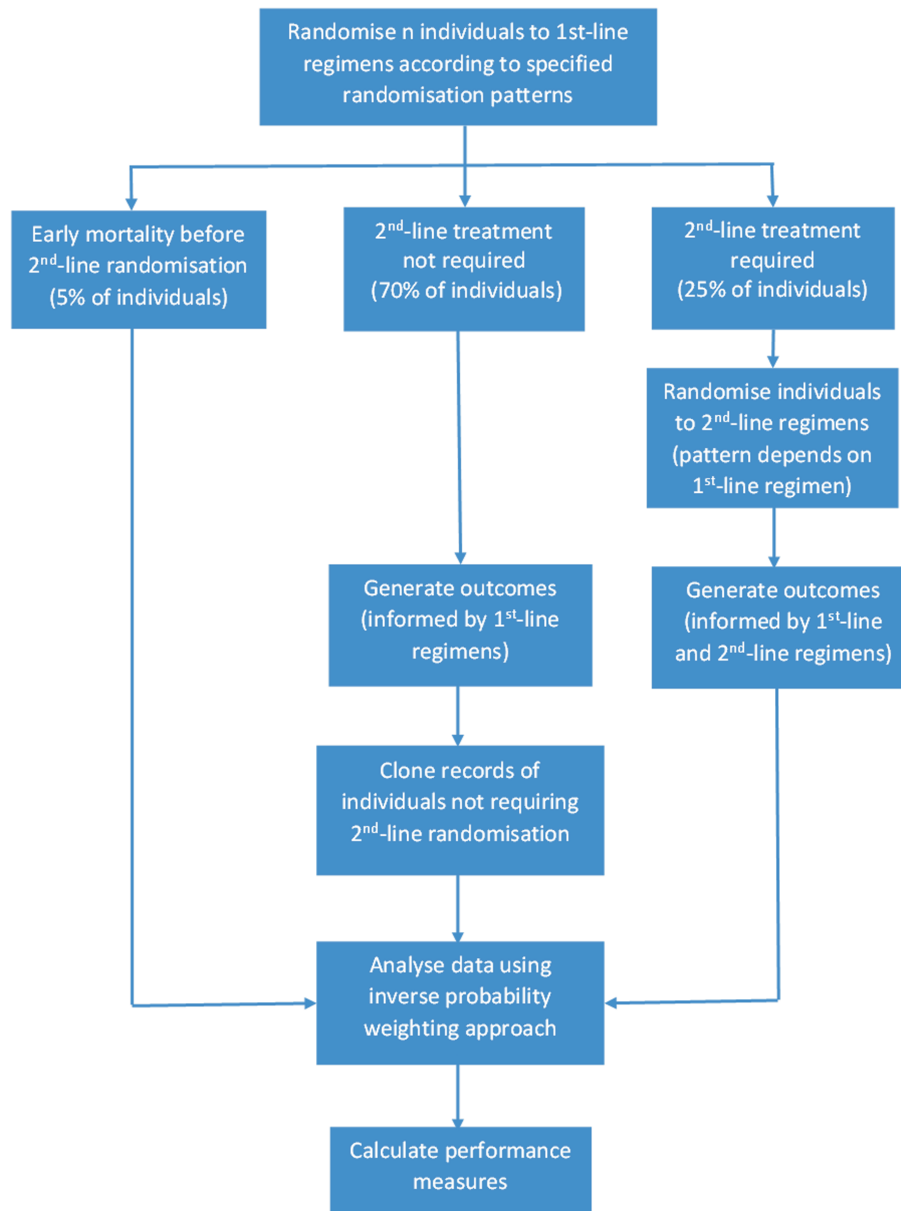 Randomise n individuals to 1st-line
regimens according to specified
randomisation patterns
Early mortality before
2nd-line randomisation
(5% of individuals)
2nd-line treatment
not required
(70% of individuals)
2nd-line treatment
required
(25% of individuals)
Randomise individuals
to 2nd-line regimens
(pattern depends on
1st-line regimen)
Generate outcomes
(informed by 1st-line
regimens)
Generate outcomes
(informed by 1st-line
and 2nd-line regimens)
Clone records of
individuals not requiring
2nd-line randomisation
Analyse data using
inverse probability
weighting approach
Calculate performance
measures